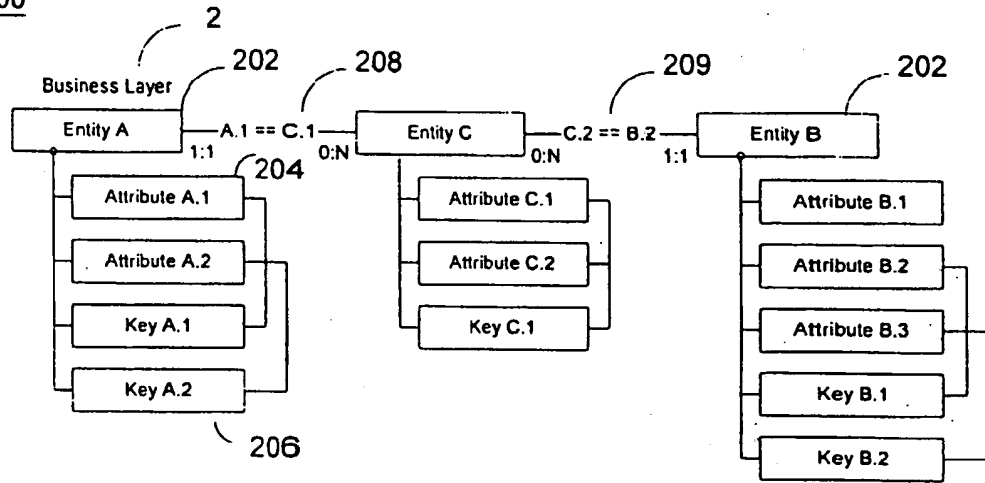 2
Business Layer
202
208
209
202
Entity A
A.1 == C.1
Entity C
C.2 == B.2
Entity B
1:1
0:N
0:N
1:1
204
Attribute A.1
Attribute C.1
Attribute B.1
Attribute A.2
Attribute C.2
Attribute B.2
Key A.1
Key C.1
Attribute B.3
Key A.2
Key B.1
206
Key B.2